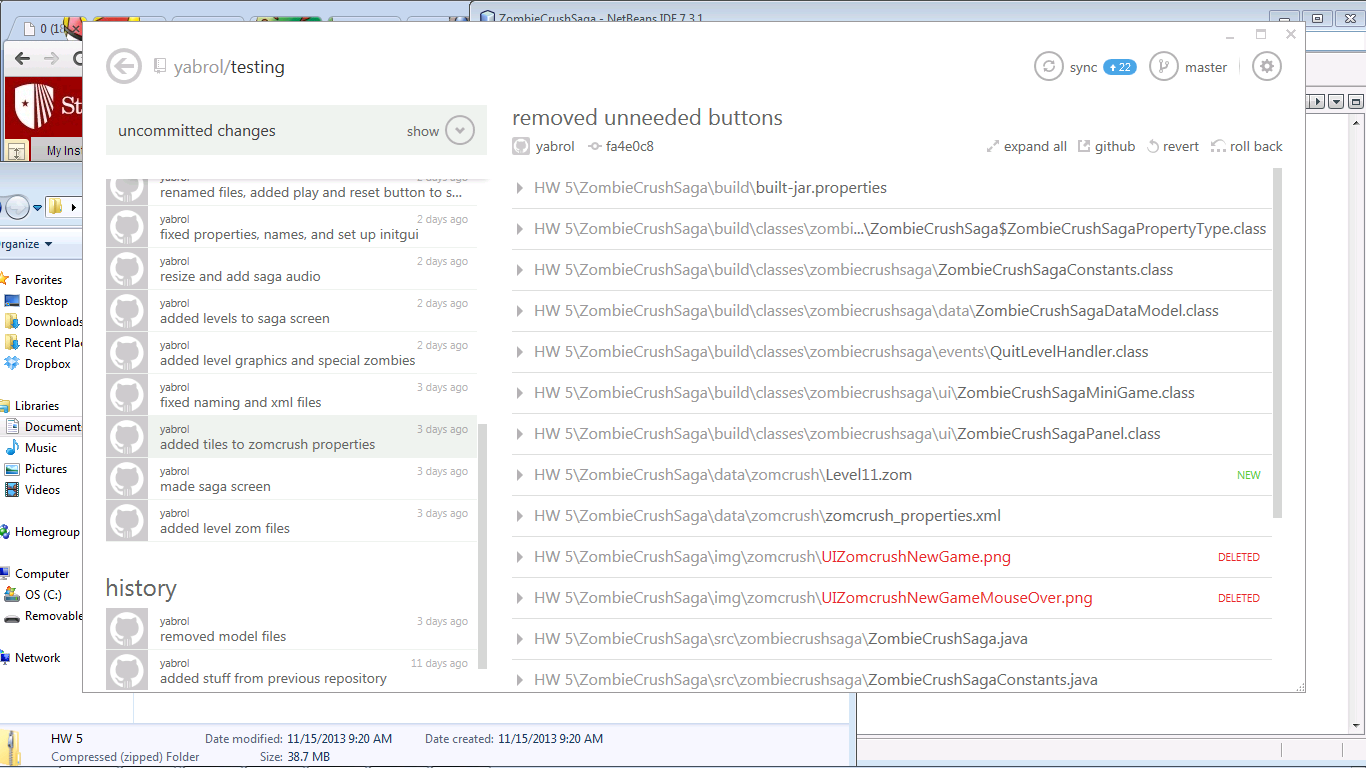 0 (18
ZombieCrushSaga - NetBeans IDE 7.3.1
yabrol/testing
sync 22 master
St
My Inst
uncommitted changes show
renamed files, added play and reset button to s...
yabrol 2 days ago
fixed properties, names, and set up initgui
yabrol 2 days ago
resize and add saga audio
yabrol 2 days ago
added levels to saga screen
yabrol 2 days ago
added level graphics and special zombies
yabrol 3 days ago
fixed naming and xml files
yabrol 3 days ago
added tiles to zomcrush properties
yabrol 3 days ago
made saga screen
yabrol 3 days ago
added level zom files
history
yabrol 3 days ago
removed model files
yabrol 11 days ago
added stuff from previous repository
removed unneeded buttons
yabrol fa4e0c8 expand all github revert roll back
HW 5\ZombieCrushSaga\build\built-jar.properties
HW 5\ZombieCrushSaga\build\classes\zombi...\ZombieCrushSaga$ZombieCrushSagaPropertyType.class
HW 5\ZombieCrushSaga\build\classes\zombiecrushsaga\ZombieCrushSagaConstants.class
HW 5\ZombieCrushSaga\build\classes\zombiecrushsaga\data\ZombieCrushSagaDataModel.class
HW 5\ZombieCrushSaga\build\classes\zombiecrushsaga\events\QuitLevelHandler.class
HW 5\ZombieCrushSaga\build\classes\zombiecrushsaga\ui\ZombieCrushSagaMiniGame.class
HW 5\ZombieCrushSaga\build\classes\zombiecrushsaga\ui\ZombieCrushSagaPanel.class
HW 5\ZombieCrushSaga\data\zomcrush\Level11.zom NEW
HW 5\ZombieCrushSaga\data\zomcrush\zomcrush_properties.xml
HW 5\ZombieCrushSaga\img\zomcrush\UIZomcrushNewGame.png DELETED
HW 5\ZombieCrushSaga\img\zomcrush\UIZomcrushNewGameMouseOver.png DELETED
HW 5\ZombieCrushSaga\src\zombiecrushsaga\ZombieCrushSaga.java
HW 5\ZombieCrushSaga\src\zombiecrushsaga\ZombieCrushSagaConstants.java
rganize
Favorites
Desktop
Downloads
Recent Plac
Dropbox
Libraries
Document
Music
Pictures
Videos
Homegroup
Computer
OS (C:)
Removable
Network
HW 5 Date modified: 11/15/2013 9:20 AM Date created: 11/15/2013 9:20 AM
Compressed (zipped) Folder Size: 38.7 MB